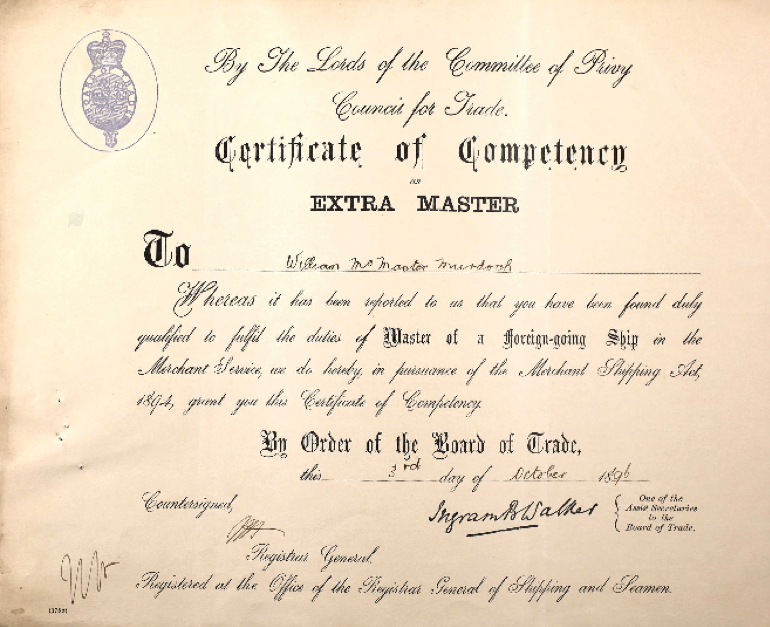 By The Lords of the Committee of Privy
Council for Trade.
Certificate of Competency
as
EXTRA MASTER
To William McMaster Murdoch
Whereas it has been reported to us that you have been found duly
qualified to fulfil the duties of Master of a Foreign-going Ship in the
Merchant Service, we do hereby, in pursuance of the Merchant Shipping Act,
1894, grant you this Certificate of Competency.
By Order of the Board of Trade,
this 3rd day of October 1896
Countersigned,
Ingram B Walker
One of the
Asst. Secretaries
to the
Board of Trade.
Registrar General.
Registered at the Office of the Registrar General of Shipping and Seamen.